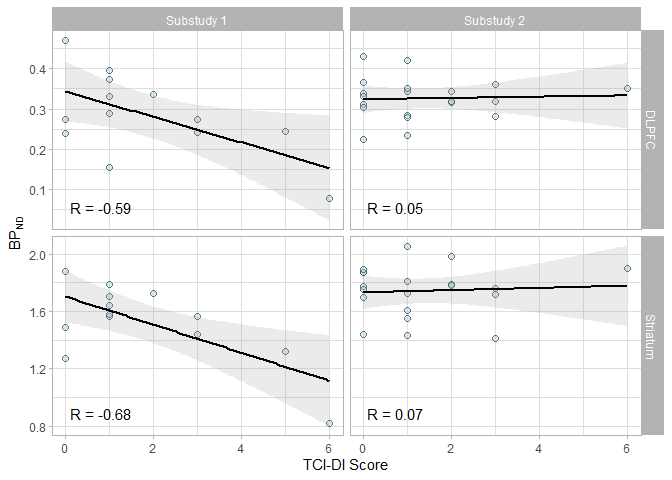 Substudy 1
Substudy 2
0.4
0.3
0.2
0.1
R = -0.59
R = 0.05
DLPFC
BP_ND
2.0
1.6
1.2
0.8
R = -0.68
R = 0.07
Striatum
0 2 4 6
0 2 4 6
TCI-DI Score